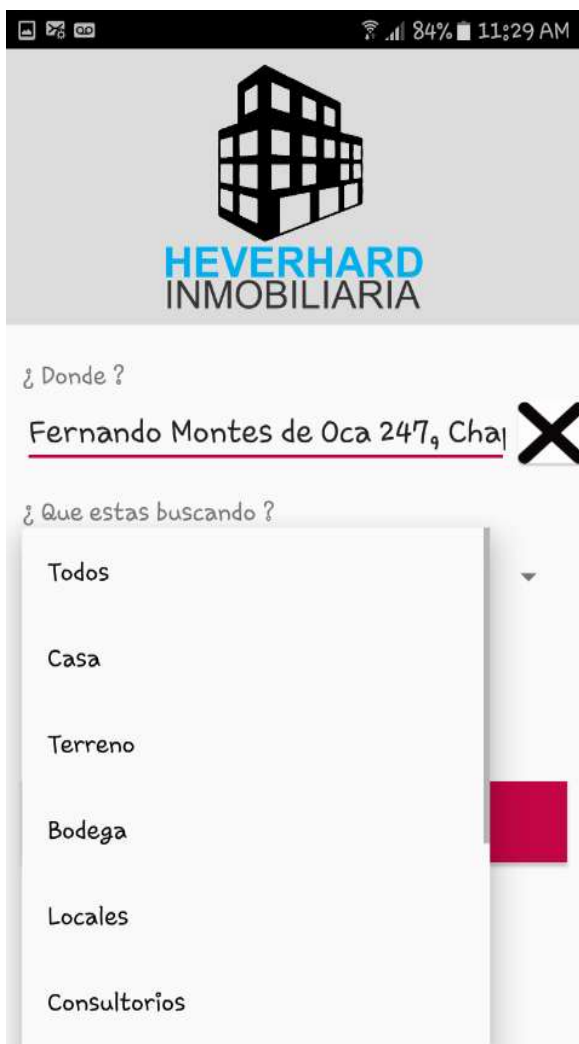 84% 11:29 AM
HEVERHARD
INMOBILIARIA
¿ Donde ?
Fernando Montes de Oca 247, Cha
¿ Que estas buscando ?
Todos
Casa
Terreno
Bodega
Locales
Consultorios